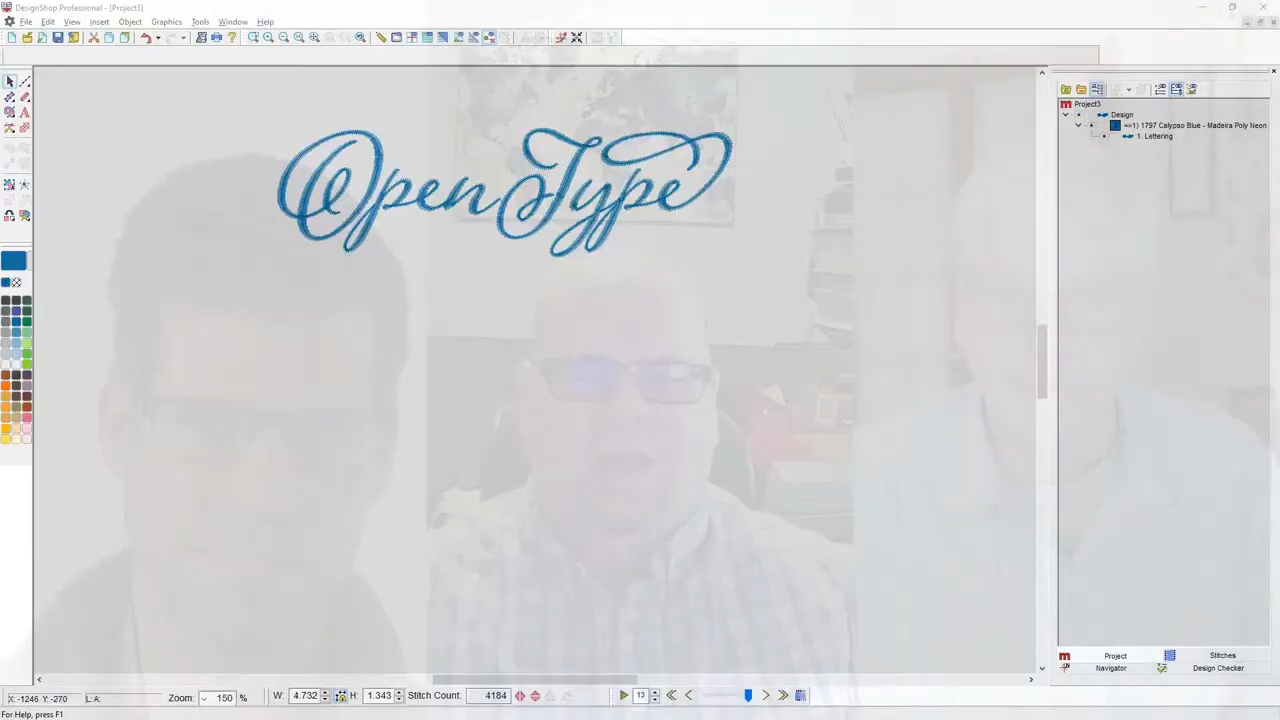 DesignShop Professional - [Project3]
File Edit View Insert Object Graphics Tools Window Help
OpenType
Project3
Design
=>1) 1797 Calypso Blue - Madeira Poly Neon
1. Lettering
Project Stitches
Navigator Design Checker
X: -1246 Y: -270 L: A: Zoom: 150 % W: 4.732 H: 1.343 Stitch Count: 4184 13
For Help, press F1